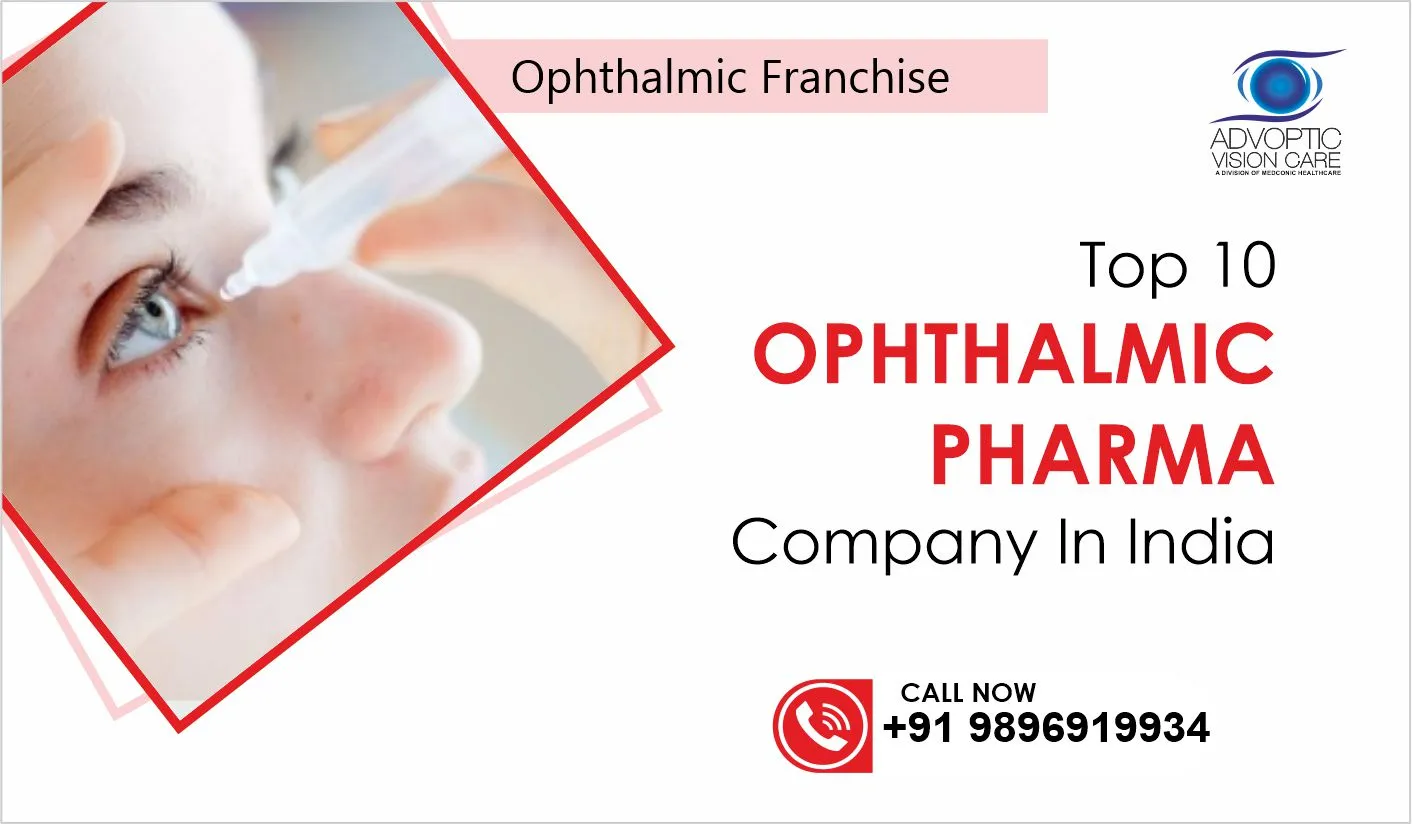 Ophthalmic Franchise
ADVOPTIC
VISION CARE
A DIVISION OF MEDCONIC HEALTHCARE
Top 10
OPHTHALMIC
PHARMA
Company In India
CALL NOW
+91 9896919934